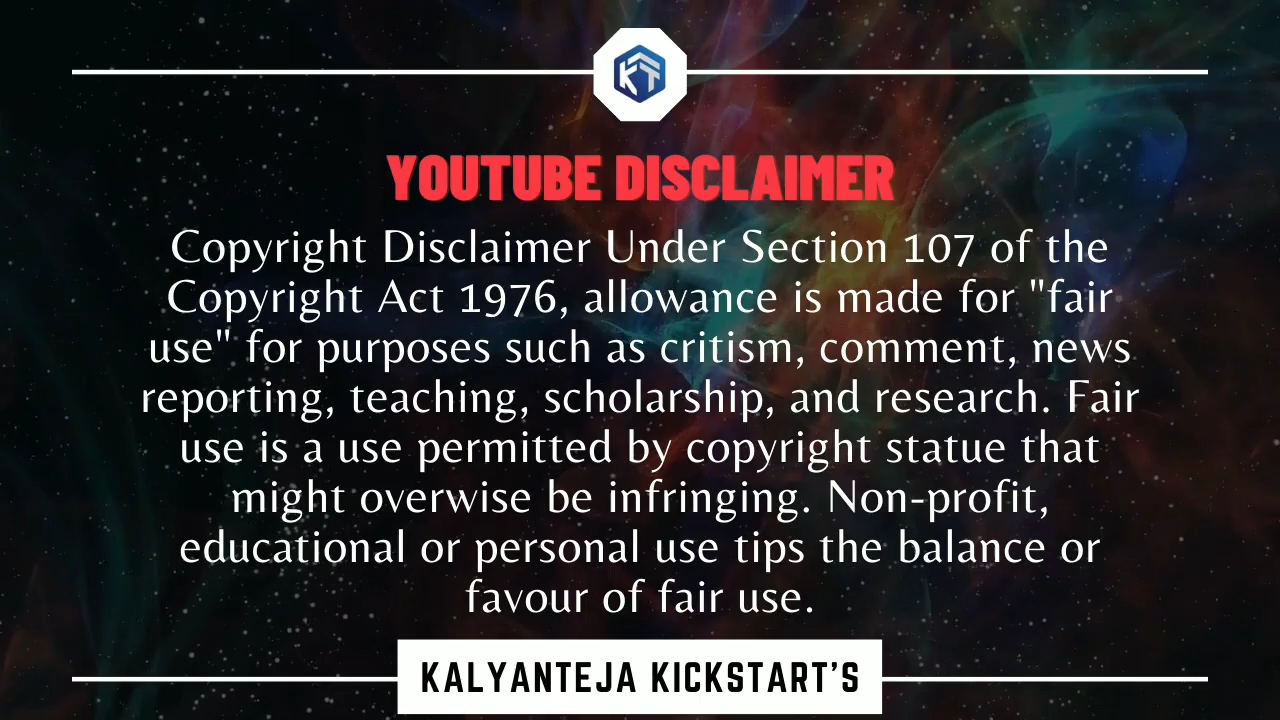 KT
YOUTUBE DISCLAIMER
Copyright Disclaimer Under Section 107 of the
Copyright Act 1976, allowance is made for "fair
use" for purposes such as critism, comment, news
reporting, teaching, scholarship, and research. Fair
use is a use permitted by copyright statue that
might overwise be infringing. Non-profit,
educational or personal use tips the balance or
favour of fair use.
KALYANTEJA KICKSTART'S